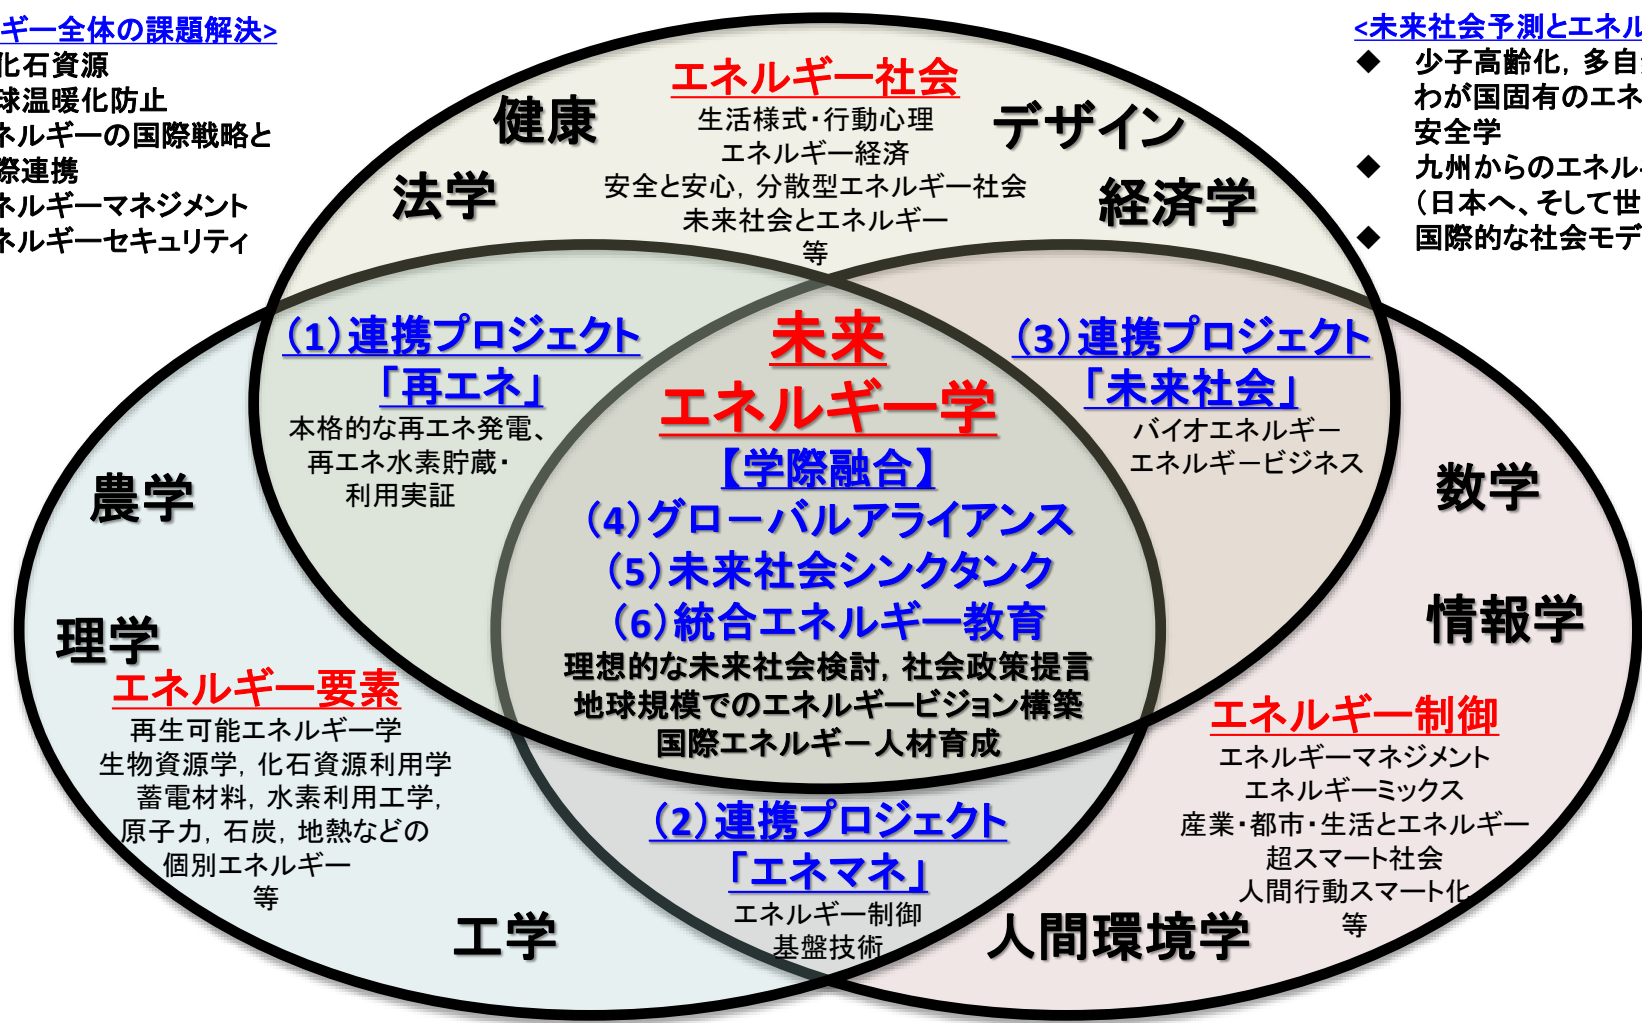 ギー全体の課題解決>
化石資源
球温暖化防止
ネルギーの国際戦略と
際連携
ネルギーマネジメント
ネルギーセキュリティ
<未来社会予測とエネル
◆ 少子高齢化，多自
わが国固有のエネ
安全学
◆ 九州からのエネル
（日本へ、そして世
◆ 国際的な社会モデ
エネルギー社会
生活様式・行動心理
エネルギー経済
安全と安心，分散型エネルギー社会
未来社会とエネルギー
等
健康
法学
デザイン
経済学
（1）連携プロジェクト
「再エネ」
本格的な再エネ発電、
再エネ水素貯蔵・
利用実証
未来
エネルギー学
【学際融合】
（4）グローバルアライアンス
（5）未来社会シンクタンク
（6）統合エネルギー教育
理想的な未来社会検討，社会政策提言
地球規模でのエネルギービジョン構築
国際エネルギー人材育成
（3）連携プロジェクト
「未来社会」
バイオエネルギー
エネルギービジネス
農学
理学
エネルギー要素
再生可能エネルギー学
生物資源学，化石資源利用学
蓄電材料，水素利用工学，
原子力，石炭，地熱などの
個別エネルギー
等
工学
（2）連携プロジェクト
「エネマネ」
エネルギー制御
基盤技術
数学
情報学
エネルギー制御
エネルギーマネジメント
エネルギーミックス
産業・都市・生活とエネルギー
超スマート社会
人間行動スマート化
等
人間環境学